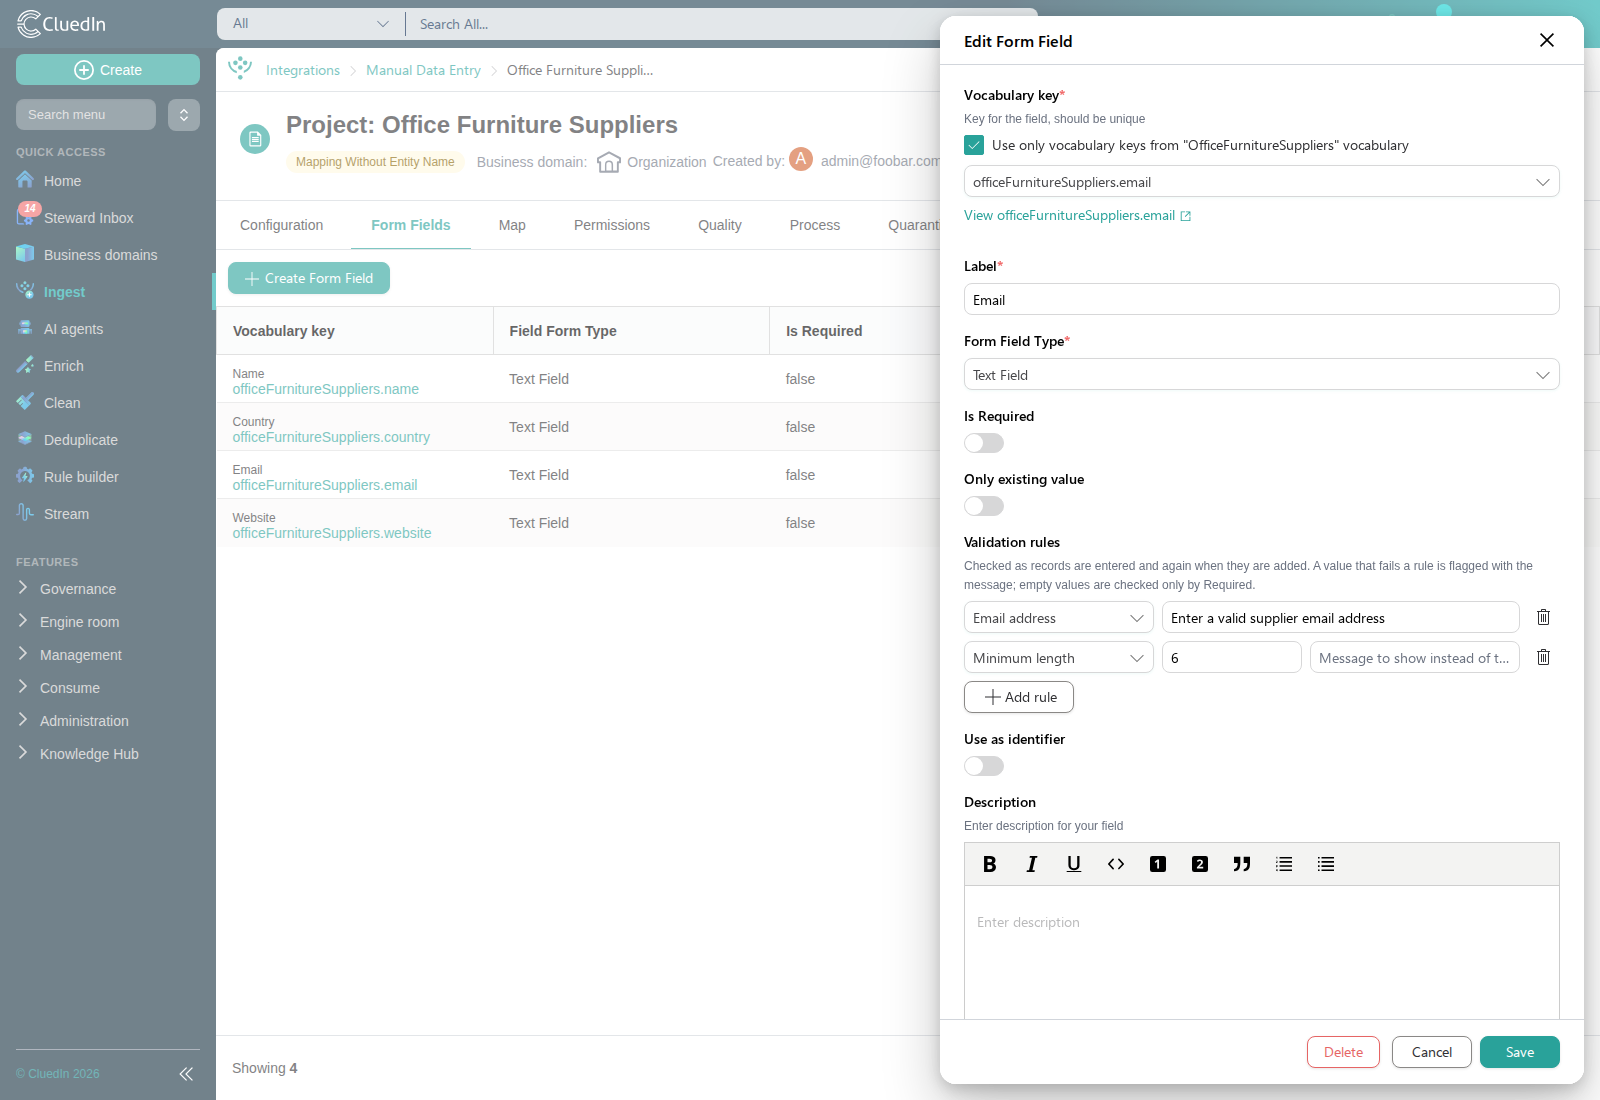 CluedIn
All
Search All...
Create
Search menu
QUICK ACCESS
Home
14
Steward Inbox
Business domains
Ingest
AI agents
Enrich
Clean
Deduplicate
Rule builder
Stream
FEATURES
Governance
Engine room
Management
Consume
Administration
Knowledge Hub
© CluedIn 2026
Integrations
Manual Data Entry
Office Furniture Suppli...
Project: Office Furniture Suppliers
Mapping Without Entity Name
Business domain:
Organization
Created by:
A
admin@foobar.com
Configuration
Form Fields
Map
Permissions
Quality
Process
Create Form Field
Vocabulary key
Field Form Type
Is Required
Name
officeFurnitureSuppliers.name
Text Field
false
Country
officeFurnitureSuppliers.country
Text Field
false
Email
officeFurnitureSuppliers.email
Text Field
false
Website
officeFurnitureSuppliers.website
Text Field
false
Showing 4
Edit Form Field
Vocabulary key*
Key for the field, should be unique
Use only vocabulary keys from "OfficeFurnitureSuppliers" vocabulary
officeFurnitureSuppliers.email
View officeFurnitureSuppliers.email
Label*
Email
Form Field Type*
Text Field
Is Required
Only existing value
Validation rules
Checked as records are entered and again when they are added. A value that fails a rule is flagged with the
message; empty values are checked only by Required.
Email address
Enter a valid supplier email address
Minimum length
6
Message to show instead of t...
Add rule
Use as identifier
Description
Enter description for your field
B I U <> 1 2
Enter description
Delete
Cancel
Save